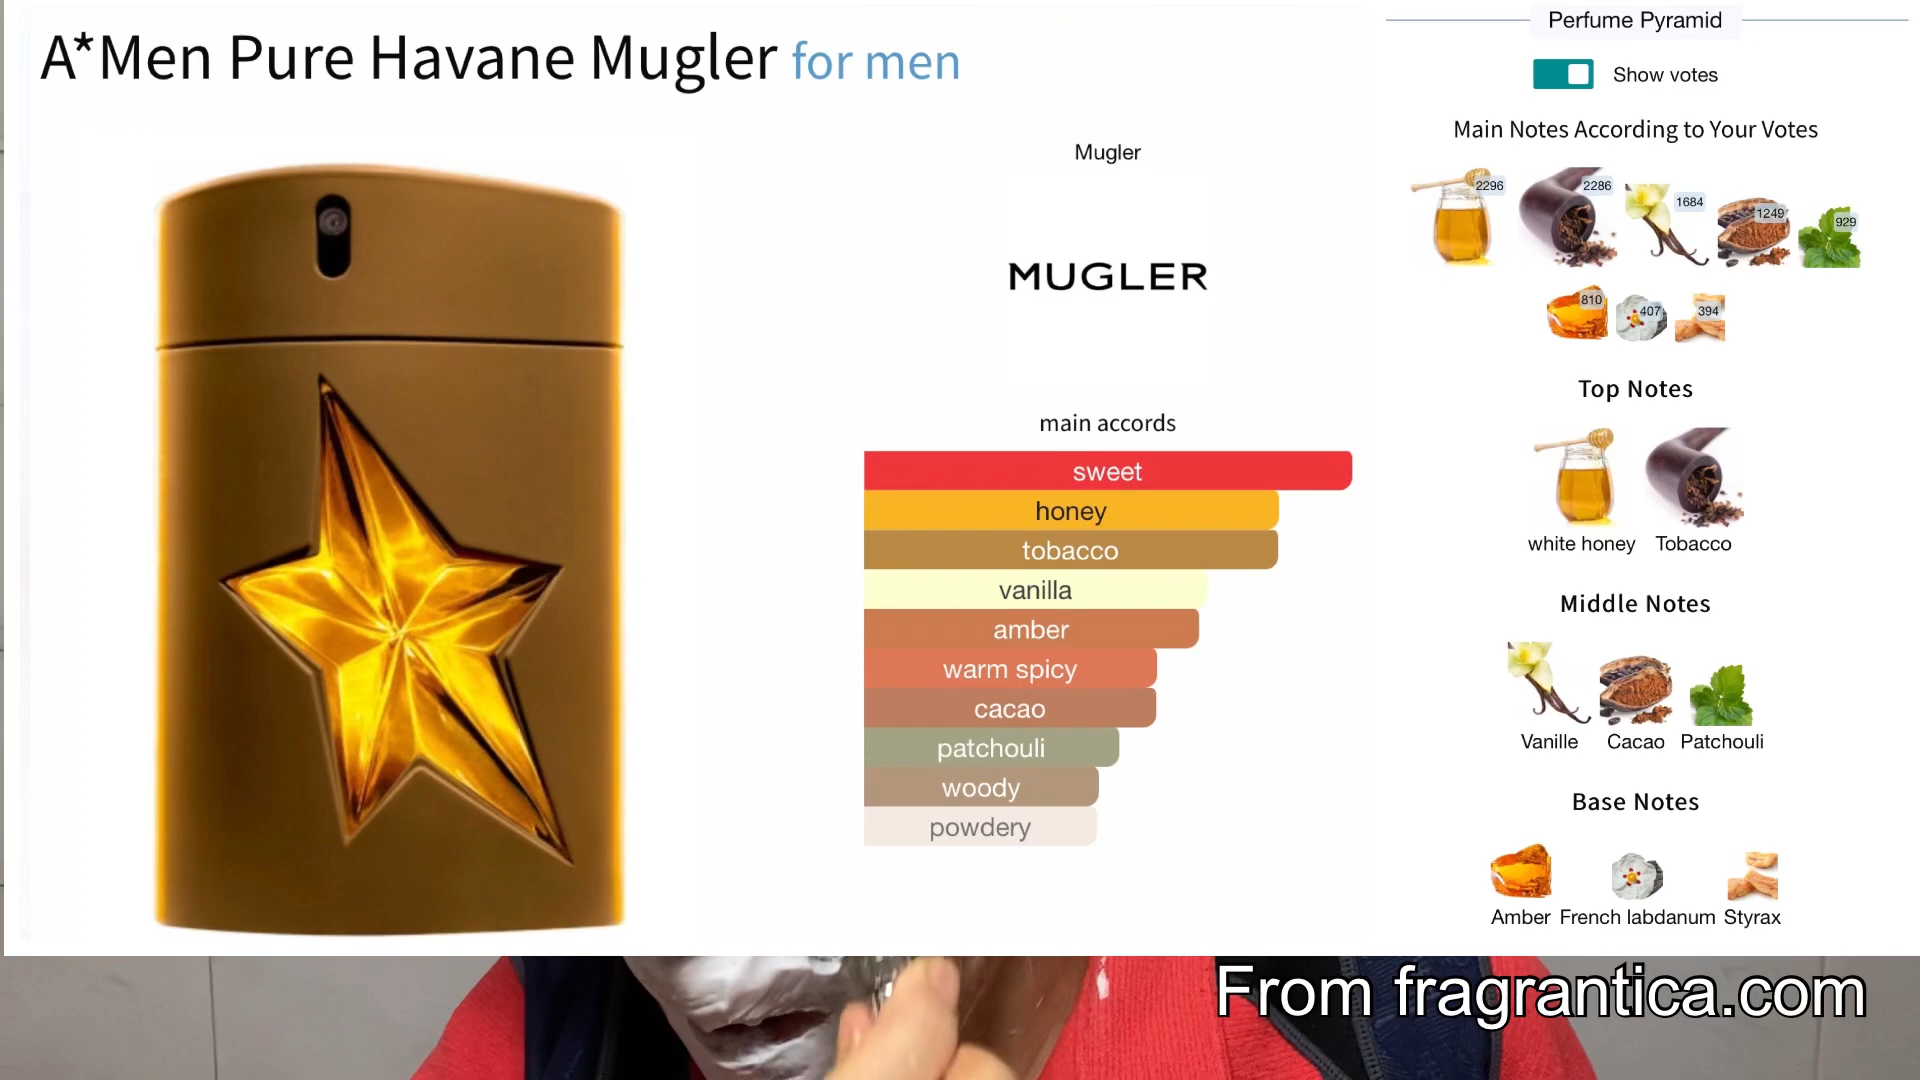 A*Men Pure Havane Mugler for men
Mugler
MUGLER
main accords
sweet
honey
tobacco
vanilla
amber
warm spicy
cacao
patchouli
woody
powdery
Perfume Pyramid
Show votes
Main Notes According to Your Votes
2296 2286 1684 1249 929
810 407 394
Top Notes
white honey Tobacco
Middle Notes
Vanille Cacao Patchouli
Base Notes
Amber French labdanum Styrax
From fragrantica.com